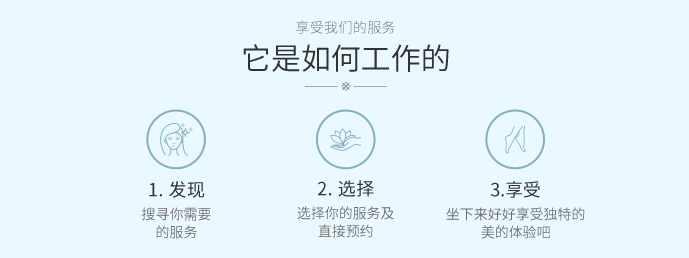 享受我们的服务
它是如何工作的
1. 发现
2. 选择
3.享受
搜寻你需要
的服务
选择你的服务及
直接预约
坐下来好好享受独特的
美的体验吧